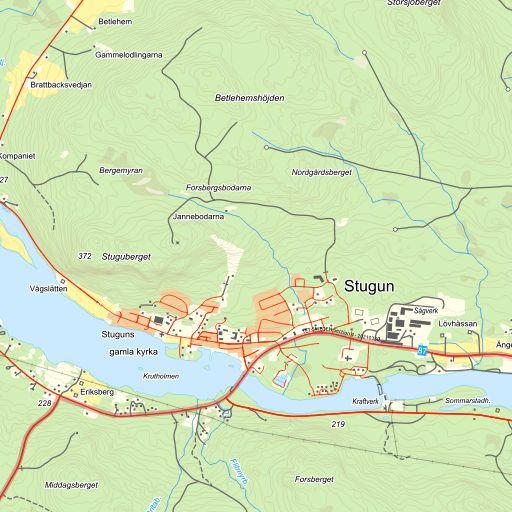 Storsjöberget
Betlehem
Gammelodlingarna
Brattbacksvedjan
Betlehemshöjden
Kompaniet
Bergemyran
Nordgårdsberget
27
Forsbergsbodarna
Jannebodarna
372
Stuguberget
Vågslätten
Stugun
Sågverk
Lövhässan
Stuguns
gamla kyrka
87
Krutholmen
Eriksberg
228
Kraftverk
Sommarstadh.
219
Filpmyrb.
Forsberget
Middagsberget